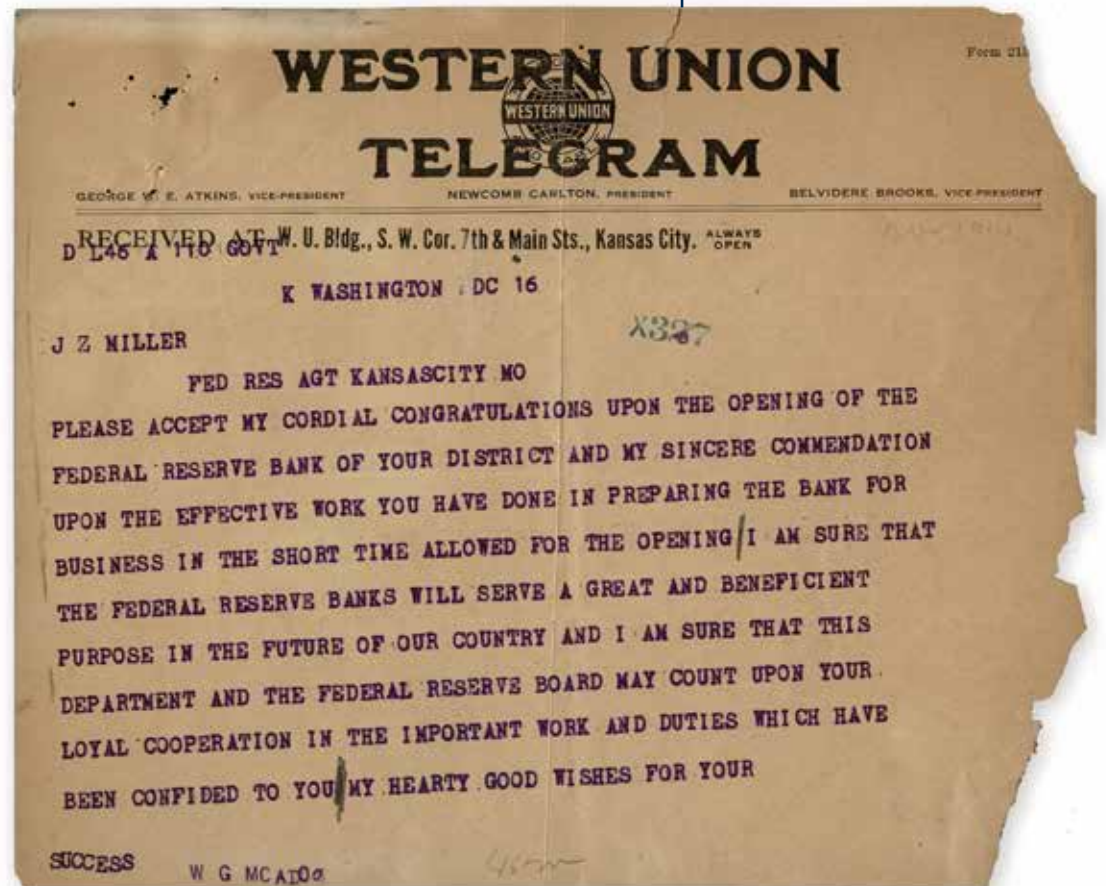 Form 21
WESTERN UNION
WESTERN UNION
TELEGRAM
GEORGE W. E. ATKINS, VICE-PRESIDENT NEWCOMB CARLTON, PRESIDENT BELVIDERE BROOKS, VICE-PRESIDENT
RECEIVED AT W. U. Bldg., S. W. Cor. 7th & Main Sts., Kansas City. ALWAYS OPEN
D L46 A 110 GOVT
K WASHINGTON DC 16
X327
J Z MILLER
FED RES AGT KANSASCITY MO
PLEASE ACCEPT MY CORDIAL CONGRATULATIONS UPON THE OPENING OF THE
FEDERAL RESERVE BANK OF YOUR DISTRICT AND MY SINCERE COMMENDATION
UPON THE EFFECTIVE WORK YOU HAVE DONE IN PREPARING THE BANK FOR
BUSINESS IN THE SHORT TIME ALLOWED FOR THE OPENING/I AM SURE THAT
THE FEDERAL RESERVE BANKS WILL SERVE A GREAT AND BENEFICIENT
PURPOSE IN THE FUTURE OF OUR COUNTRY AND I AM SURE THAT THIS
DEPARTMENT AND THE FEDERAL RESERVE BOARD MAY COUNT UPON YOUR
LOYAL COOPERATION IN THE IMPORTANT WORK AND DUTIES WHICH HAVE
BEEN CONFIDED TO YOU/MY HEARTY GOOD WISHES FOR YOUR
SUCCESS W G MCADOO